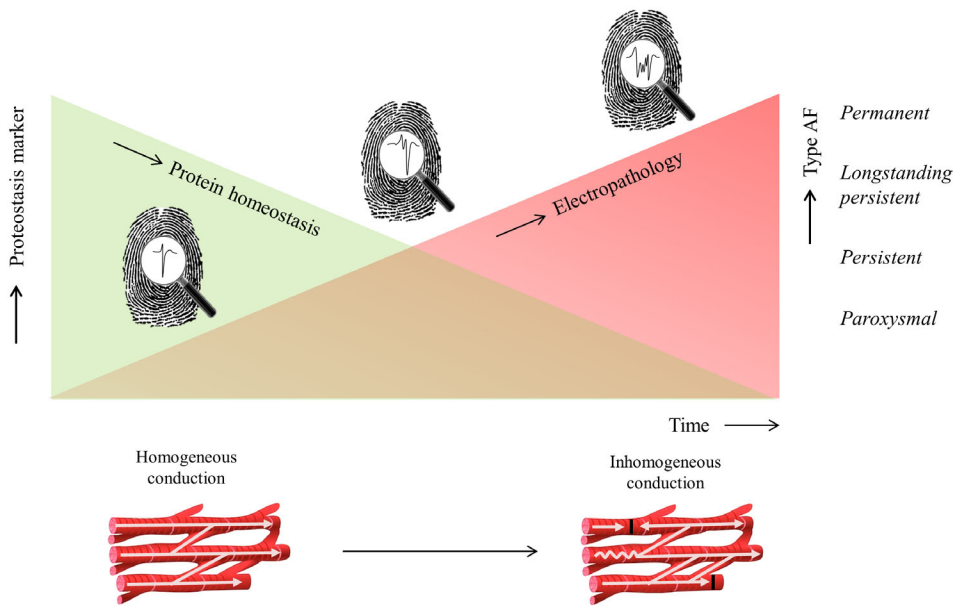 Proteostasis marker
Protein homeostasis
Electropathology
Type AF
Permanent
Longstanding
persistent
Persistent
Paroxysmal
Time
Homogeneous
conduction
Inhomogeneous
conduction